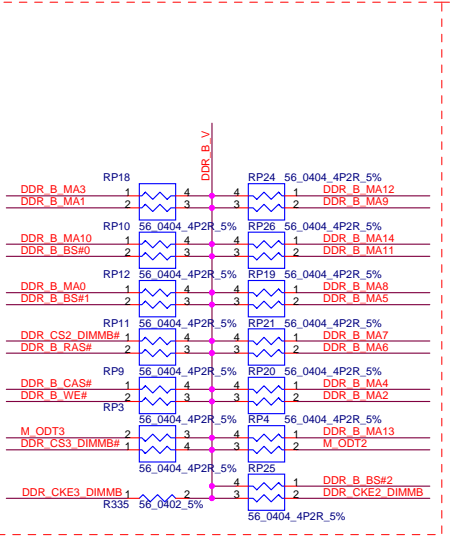 DDR_B_V
RP18 RP24 56_0404_4P2R_5%
DDR_B_MA3 1 4 4 1 DDR_B_MA12
DDR_B_MA1 2 3 3 2 DDR_B_MA9
RP10 56_0404_4P2R_5% RP26 56_0404_4P2R_5%
DDR_B_MA10 1 4 4 1 DDR_B_MA14
DDR_B_BS#0 2 3 3 2 DDR_B_MA11
RP12 56_0404_4P2R_5% RP19 56_0404_4P2R_5%
DDR_B_MA0 1 4 4 1 DDR_B_MA8
DDR_B_BS#1 2 3 3 2 DDR_B_MA5
RP11 56_0404_4P2R_5% RP21 56_0404_4P2R_5%
DDR_CS2_DIMMB# 1 4 4 1 DDR_B_MA7
DDR_B_RAS# 2 3 3 2 DDR_B_MA6
RP9 56_0404_4P2R_5% RP20 56_0404_4P2R_5%
DDR_B_CAS# 1 4 4 1 DDR_B_MA4
DDR_B_WE# 2 3 3 2 DDR_B_MA2
RP3 56_0404_4P2R_5% RP4 56_0404_4P2R_5%
M_ODT3 2 3 4 1 DDR_B_MA13
DDR_CS3_DIMMB# 1 4 3 2 M_ODT2
56_0404_4P2R_5% RP25 56_0404_4P2R_5%
4 1 DDR_B_BS#2
DDR_CKE3_DIMMB 1 2 3 2 DDR_CKE2_DIMMB
R335 56_0402_5%
56_0404_4P2R_5%